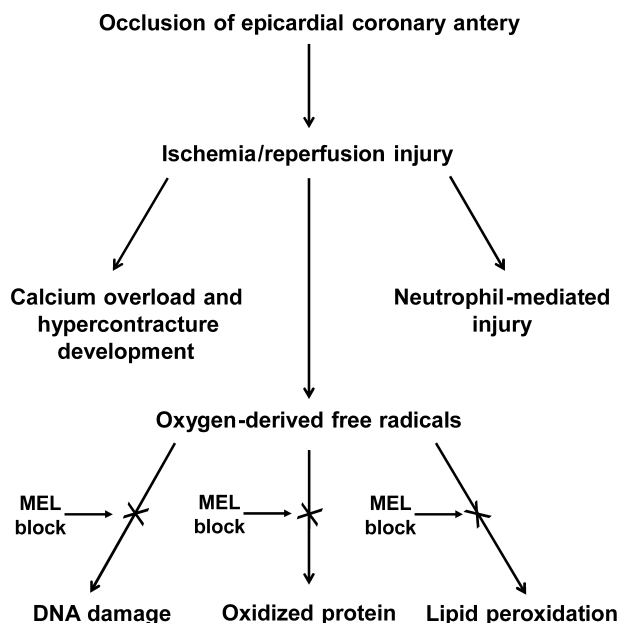 Occlusion of epicardial coronary antery
Ischemia/reperfusion injury
Calcium overload and
hypercontracture
development
Neutrophil-mediated
injury
Oxygen-derived free radicals
MEL
block
MEL
block
MEL
block
DNA damage
Oxidized protein
Lipid peroxidation